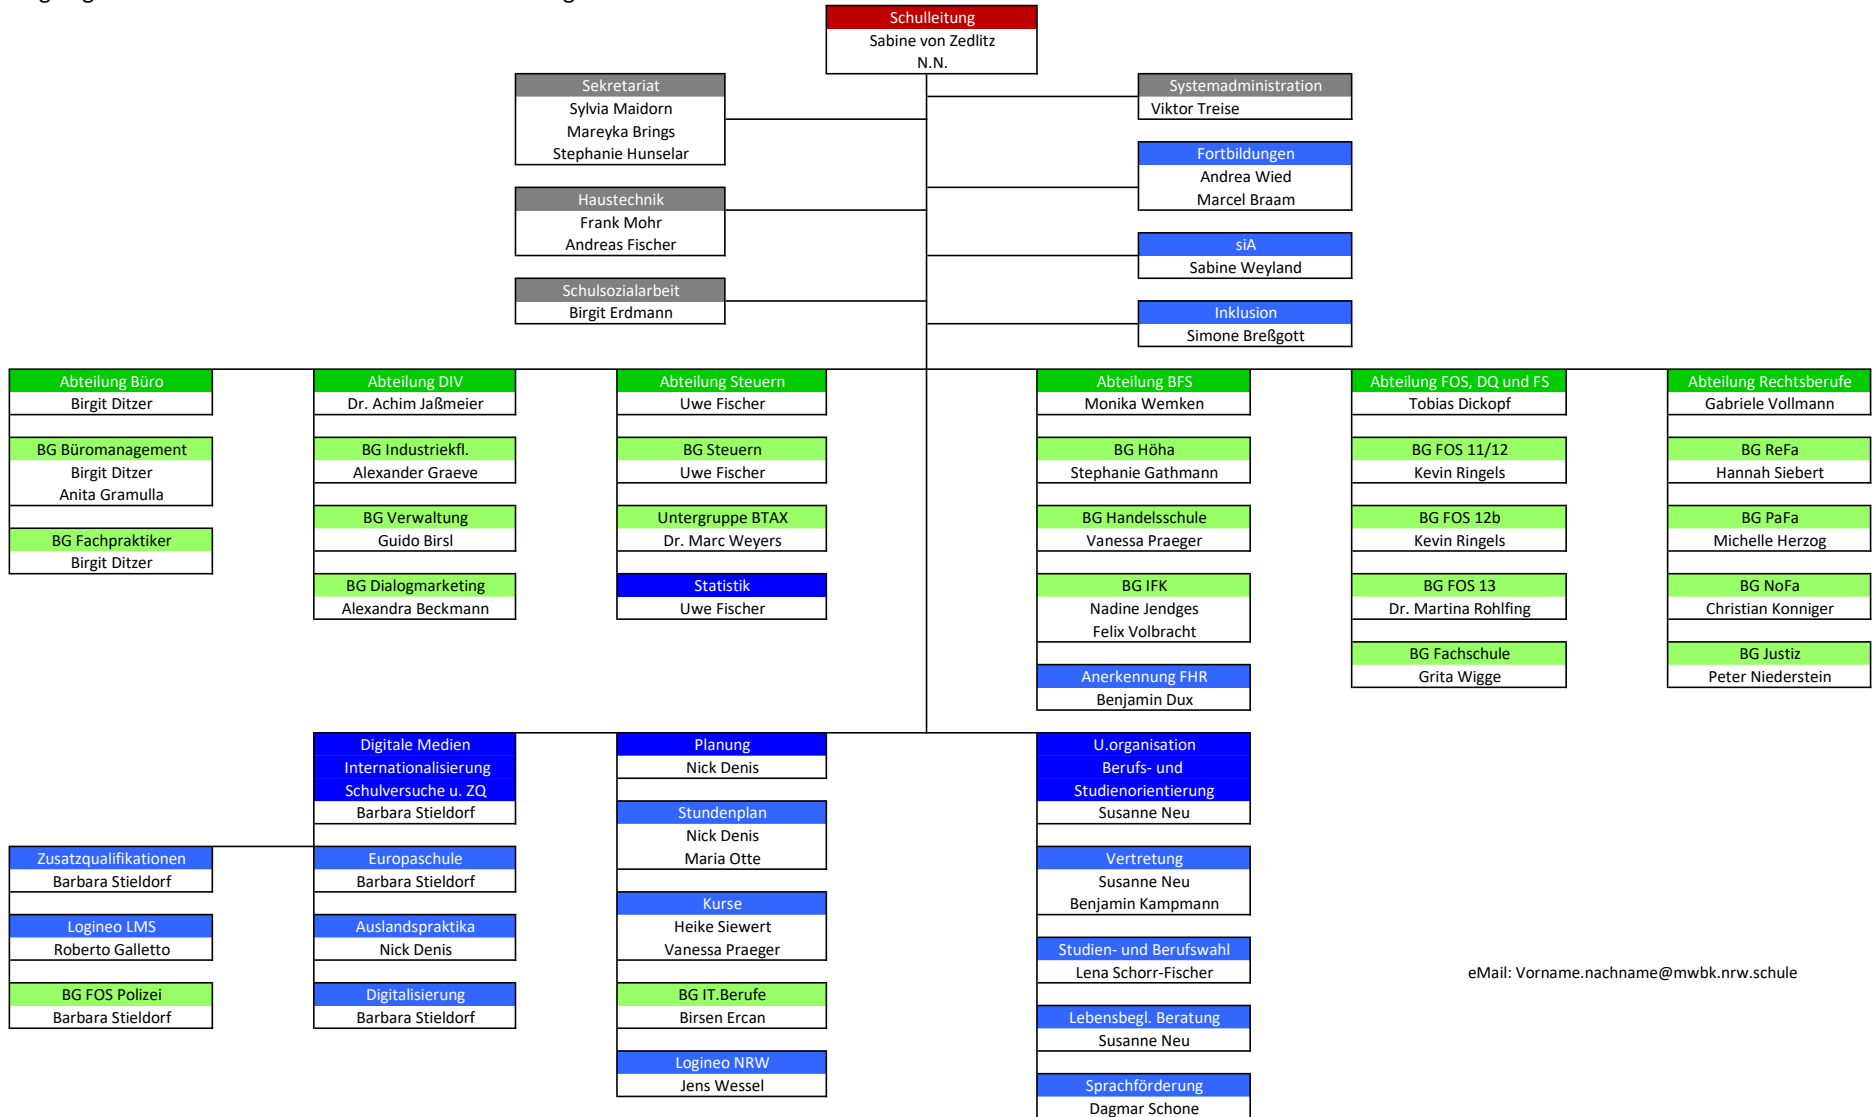 Schulleitung
Sabine von Zedlitz
N.N.
Sekretariat
Sylvia Maidorn
Mareyka Brings
Stephanie Hunselar
Systemadministration
Viktor Treise
Fortbildungen
Andrea Wied
Marcel Braam
Haustechnik
Frank Mohr
Andreas Fischer
siA
Sabine Weyland
Schulsozialarbeit
Birgit Erdmann
Inklusion
Simone Breßgott
Abteilung Büro
Birgit Ditzer
BG Büromanagement
Birgit Ditzer
Anita Gramulla
BG Fachpraktiker
Birgit Ditzer
Abteilung DIV
Dr. Achim Jaßmeier
BG Industriekfl.
Alexander Graeve
BG Verwaltung
Guido Birsl
BG Dialogmarketing
Alexandra Beckmann
Abteilung Steuern
Uwe Fischer
BG Steuern
Uwe Fischer
Untergruppe BTAX
Dr. Marc Weyers
Statistik
Uwe Fischer
Abteilung BFS
Monika Wemken
BG Höha
Stephanie Gathmann
BG Handelsschule
Vanessa Praeger
BG IFK
Nadine Jendges
Felix Volbracht
Anerkennung FHR
Benjamin Dux
Abteilung FOS, DQ und FS
Tobias Dickopf
BG FOS 11/12
Kevin Ringels
BG FOS 12b
Kevin Ringels
BG FOS 13
Dr. Martina Rohlfing
BG Fachschule
Grita Wigge
Abteilung Rechtsberufe
Gabriele Vollmann
BG ReFa
Hannah Siebert
BG PaFa
Michelle Herzog
BG NoFa
Christian Konniger
BG Justiz
Peter Niederstein
Digitale Medien
Internationalisierung
Schulversuche u. ZQ
Barbara Stieldorf
Zusatzqualifikationen
Barbara Stieldorf
Logineo LMS
Roberto Galletto
BG FOS Polizei
Barbara Stieldorf
Europaschule
Barbara Stieldorf
Auslandspraktika
Nick Denis
Digitalisierung
Barbara Stieldorf
Planung
Nick Denis
Stundenplan
Nick Denis
Maria Otte
Kurse
Heike Siewert
Vanessa Praeger
BG IT.Berufe
Birsen Ercan
Logineo NRW
Jens Wessel
U.organisation
Berufs- und
Studienorientierung
Susanne Neu
Vertretung
Susanne Neu
Benjamin Kampmann
Studien- und Berufswahl
Lena Schorr-Fischer
Lebensbegl. Beratung
Susanne Neu
Sprachförderung
Dagmar Schone
eMail: Vorname.nachname@mwbk.nrw.schule